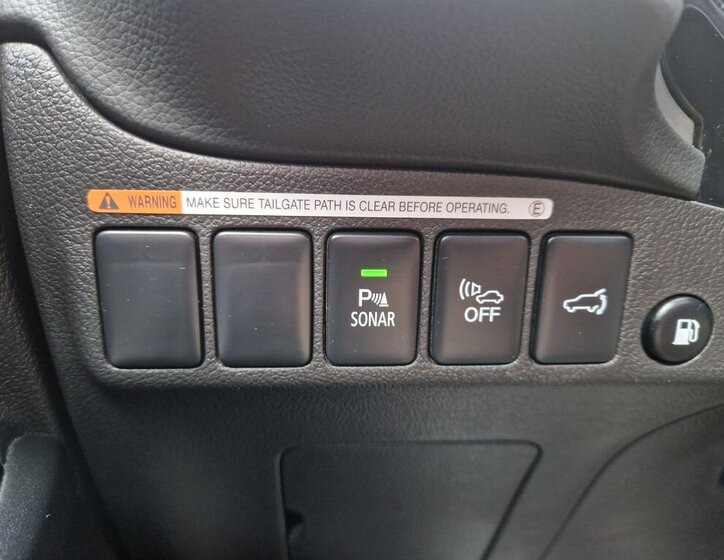 WARNING MAKE SURE TAILGATE PATH IS CLEAR BEFORE OPERATING. Ⓔ
P
SONAR
OFF